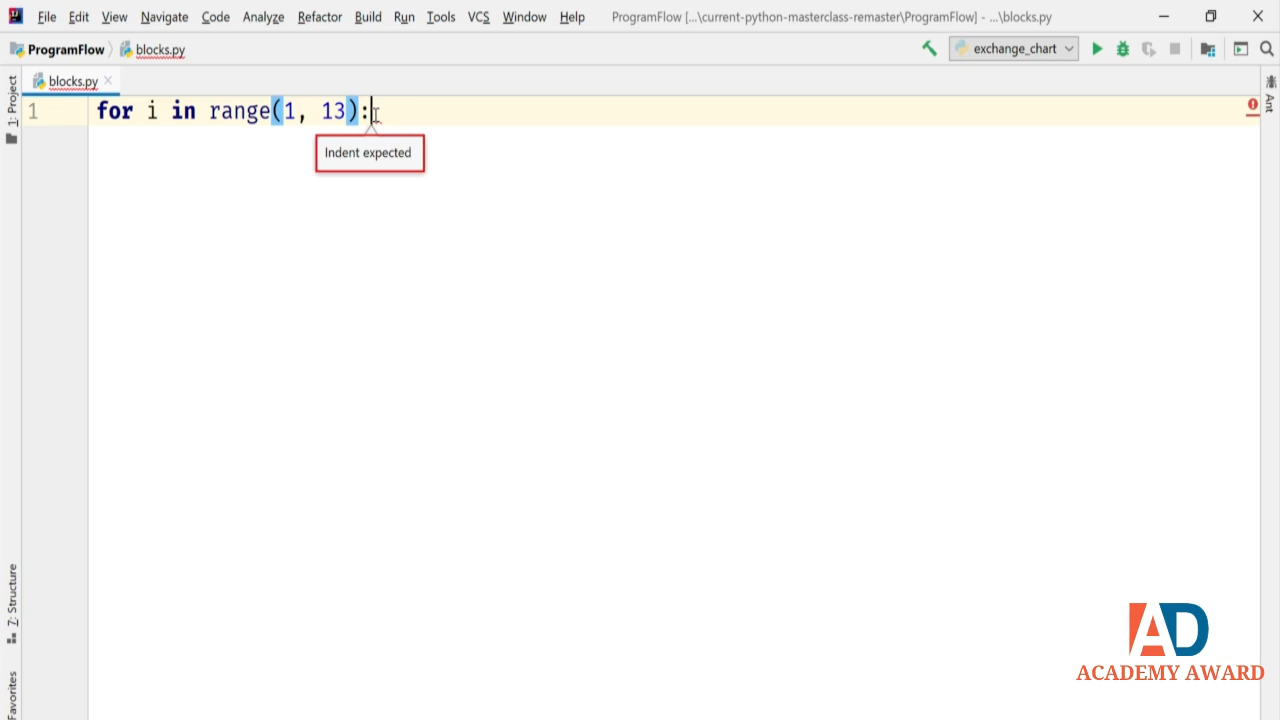 File Edit View Navigate Code Analyze Refactor Build Run Tools VCS Window Help ProgramFlow [...\current-python-masterclass-remaster\ProgramFlow] - ...\blocks.py
ProgramFlow blocks.py exchange_chart
1: Project
blocks.py
Ant
1 for i in range(1, 13):
Indent expected
7: Structure
Favorites
AD
ACADEMY AWARD